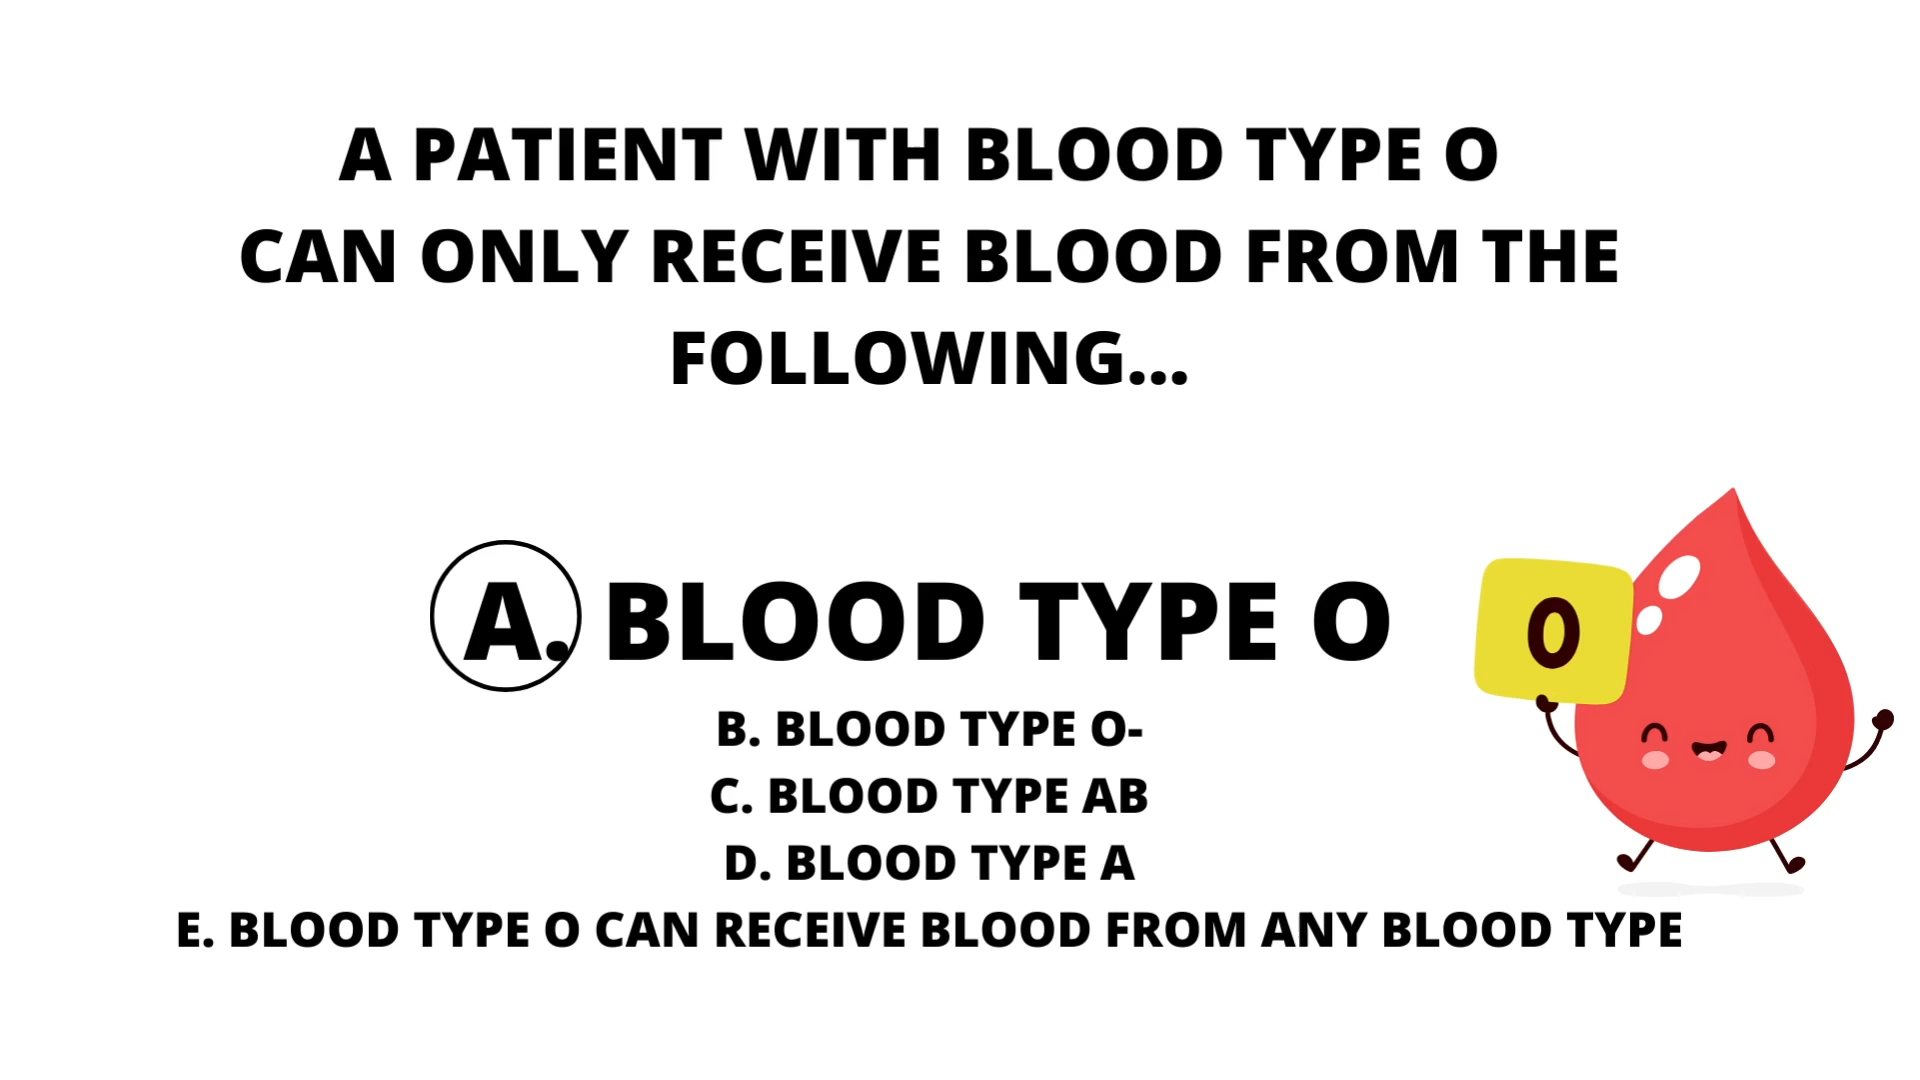 A PATIENT WITH BLOOD TYPE O
CAN ONLY RECEIVE BLOOD FROM THE
FOLLOWING...
A. BLOOD TYPE O
O
B. BLOOD TYPE O-
C. BLOOD TYPE AB
D. BLOOD TYPE A
E. BLOOD TYPE O CAN RECEIVE BLOOD FROM ANY BLOOD TYPE